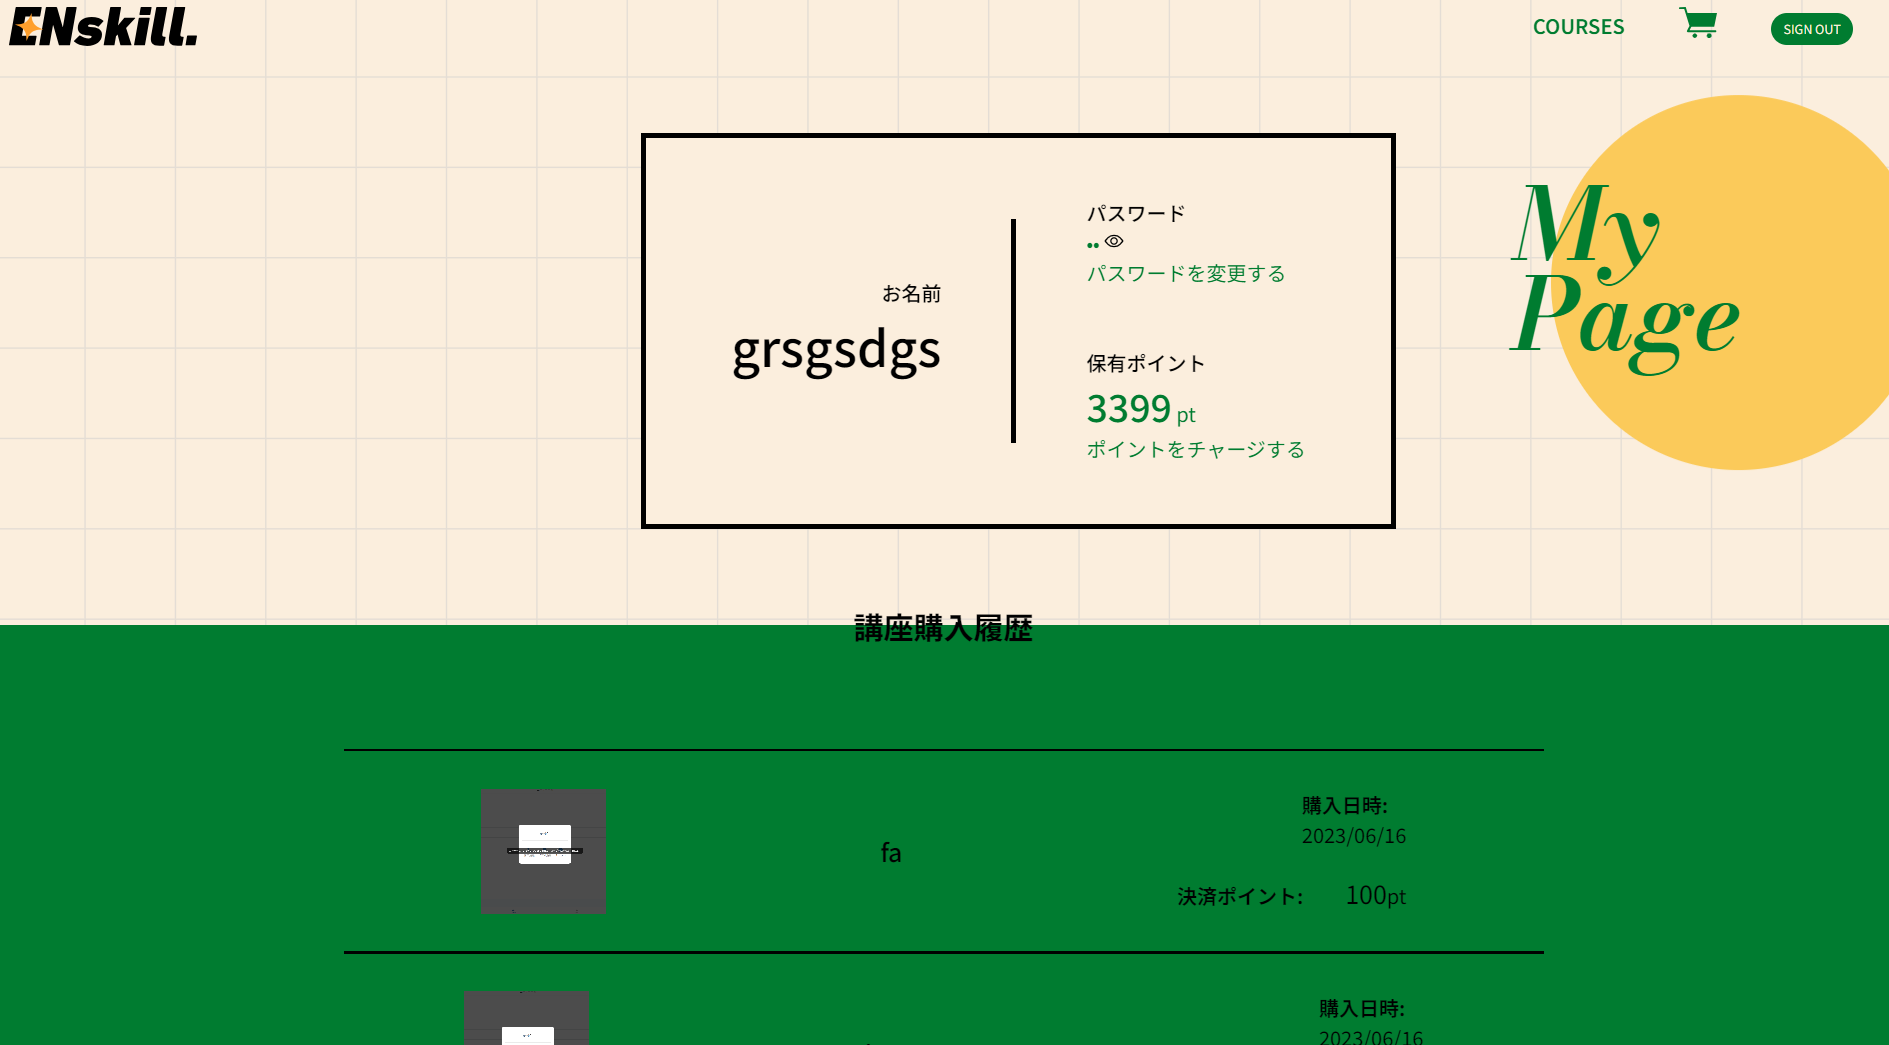 ENskill.
COURSES
SIGN OUT
My
Page
お名前
grsgsdgs
パスワード
••
パスワードを変更する
保有ポイント
3399 pt
ポイントをチャージする
講座購入履歴
fa
購入日時:
2023/06/16
決済ポイント: 100pt
購入日時:
2023/06/16